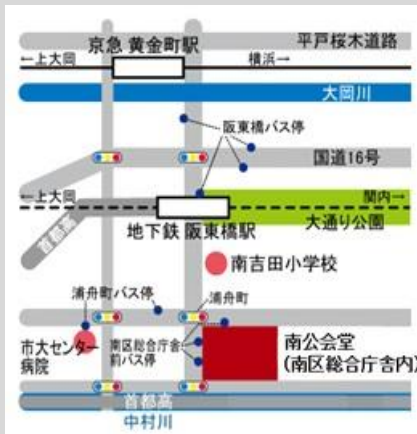 京急 黄金町駅
平戸桜木道路
←上大岡
横浜→
大岡川
阪東橋バス停
国道16号
←上大岡
関内→
首都高
地下鉄 阪東橋駅
大通り公園
南吉田小学校
浦舟町バス停
浦舟町
市大センター
病院
南区総合庁舎
前バス停
南公会堂
(南区総合庁舎内)
首都高
中村川